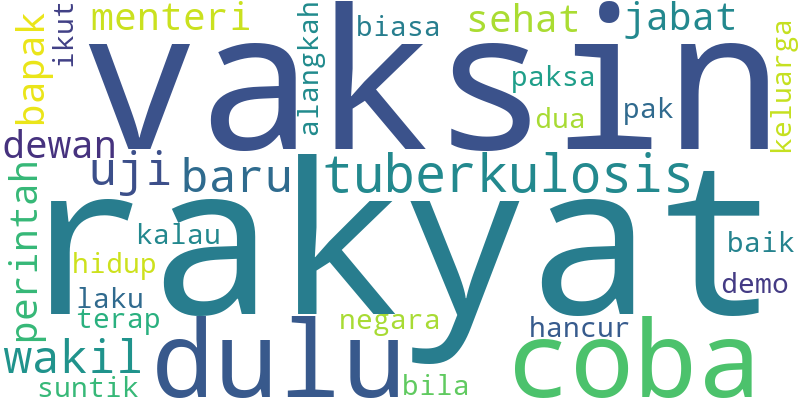 menteri
biasa
sehat
jabat
ikut
bapak
alangkah
vaksin
paksa
dua
pak
keluarga
dewan
uji
baru
tuberkulosis
rakyat
perintah
kalau
hidup
laku
terap
baik
demo
negara
hancur
wakil
dulu
coba
suntik
bila